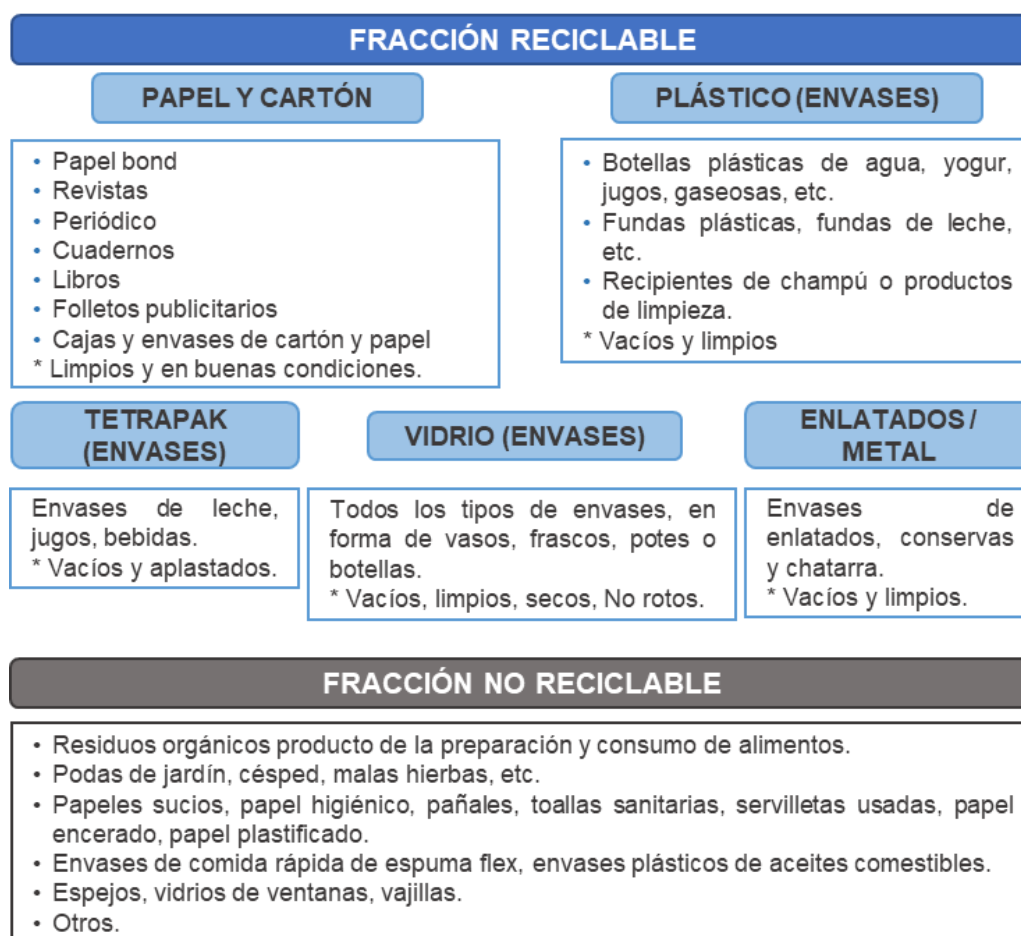 FRACCIÓN RECICLABLE
PAPEL Y CARTÓN
• Papel bond
• Revistas
• Periódico
• Cuadernos
• Libros
• Folletos publicitarios
• Cajas y envases de cartón y papel
* Limpios y en buenas condiciones.
PLÁSTICO (ENVASES)
• Botellas plásticas de agua, yogur,
jugos, gaseosas, etc.
• Fundas plásticas, fundas de leche,
etc.
• Recipientes de champú o productos
de limpieza.
* Vacíos y limpios
TETRAPAK
(ENVASES)
Envases de leche,
jugos, bebidas.
* Vacíos y aplastados.
VIDRIO (ENVASES)
Todos los tipos de envases, en
forma de vasos, frascos, potes o
botellas.
* Vacíos, limpios, secos, No rotos.
ENLATADOS /
METAL
Envases de
enlatados, conservas
y chatarra.
* Vacíos y limpios.
FRACCIÓN NO RECICLABLE
• Residuos orgánicos producto de la preparación y consumo de alimentos.
• Podas de jardín, césped, malas hierbas, etc.
• Papeles sucios, papel higiénico, pañales, toallas sanitarias, servilletas usadas, papel
encerado, papel plastificado.
• Envases de comida rápida de espuma flex, envases plásticos de aceites comestibles.
• Espejos, vidrios de ventanas, vajillas.
• Otros.